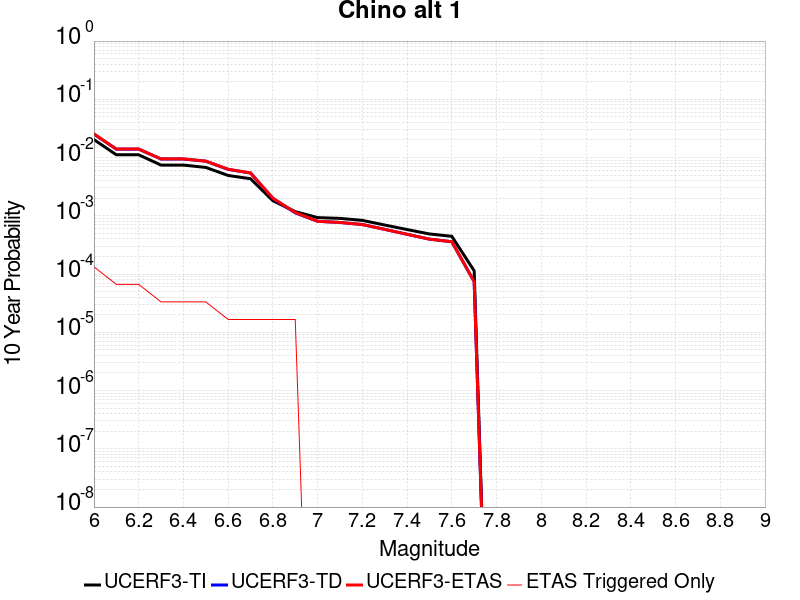 Chino alt 1
10^0
10^-1
10^-2
10^-3
10^-4
10^-5
10^-6
10^-7
10^-8
10 Year Probability
6 6.2 6.4 6.6 6.8 7 7.2 7.4 7.6 7.8 8 8.2 8.4 8.6 8.8 9
Magnitude
UCERF3-TI UCERF3-TD UCERF3-ETAS ETAS Triggered Only